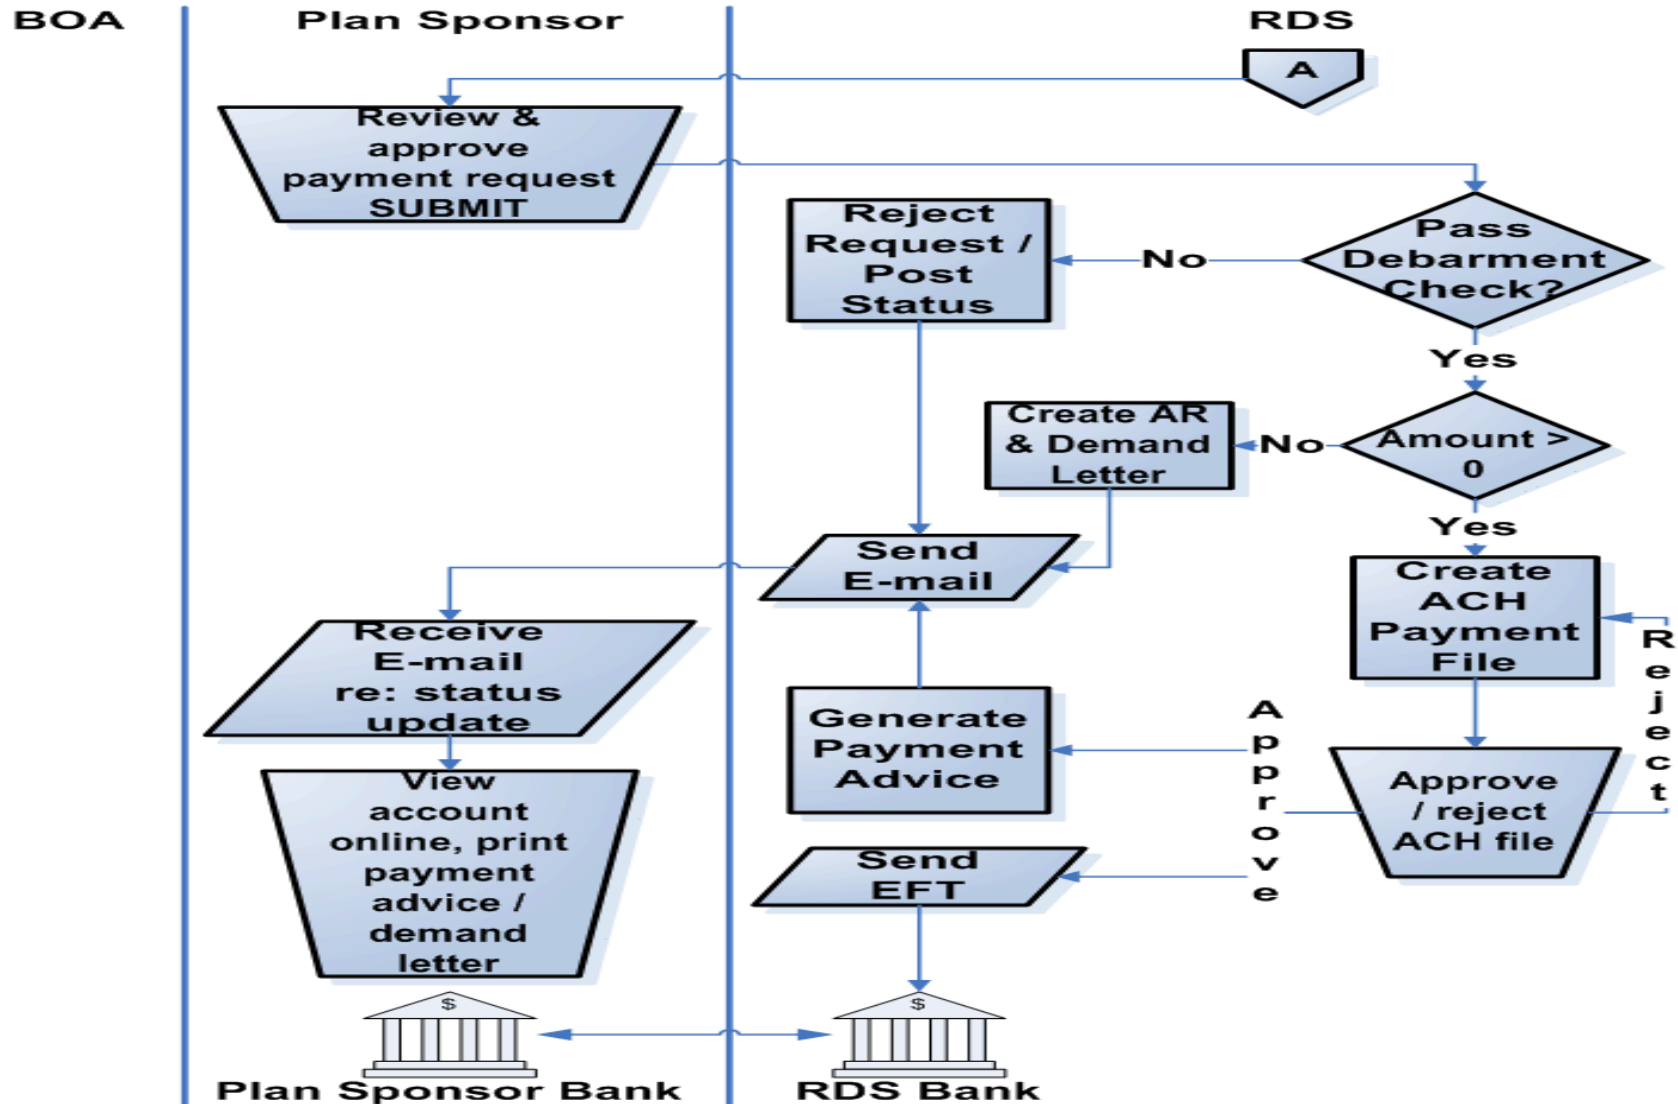 BOA
Plan Sponsor
RDS
A
Review &
approve
payment request
SUBMIT
Pass
Debarment
Check?
No
Reject
Request /
Post
Status
Yes
Amount >
0
No
Create AR
& Demand
Letter
Yes
Send
E-mail
Create
ACH
Payment
File
Reject
Receive
E-mail
re: status
update
Generate
Payment
Advice
Approve
Approve
/ reject
ACH file
View
account
online, print
payment
advice /
demand
letter
Send
EFT
$
$
Plan Sponsor Bank
RDS Bank